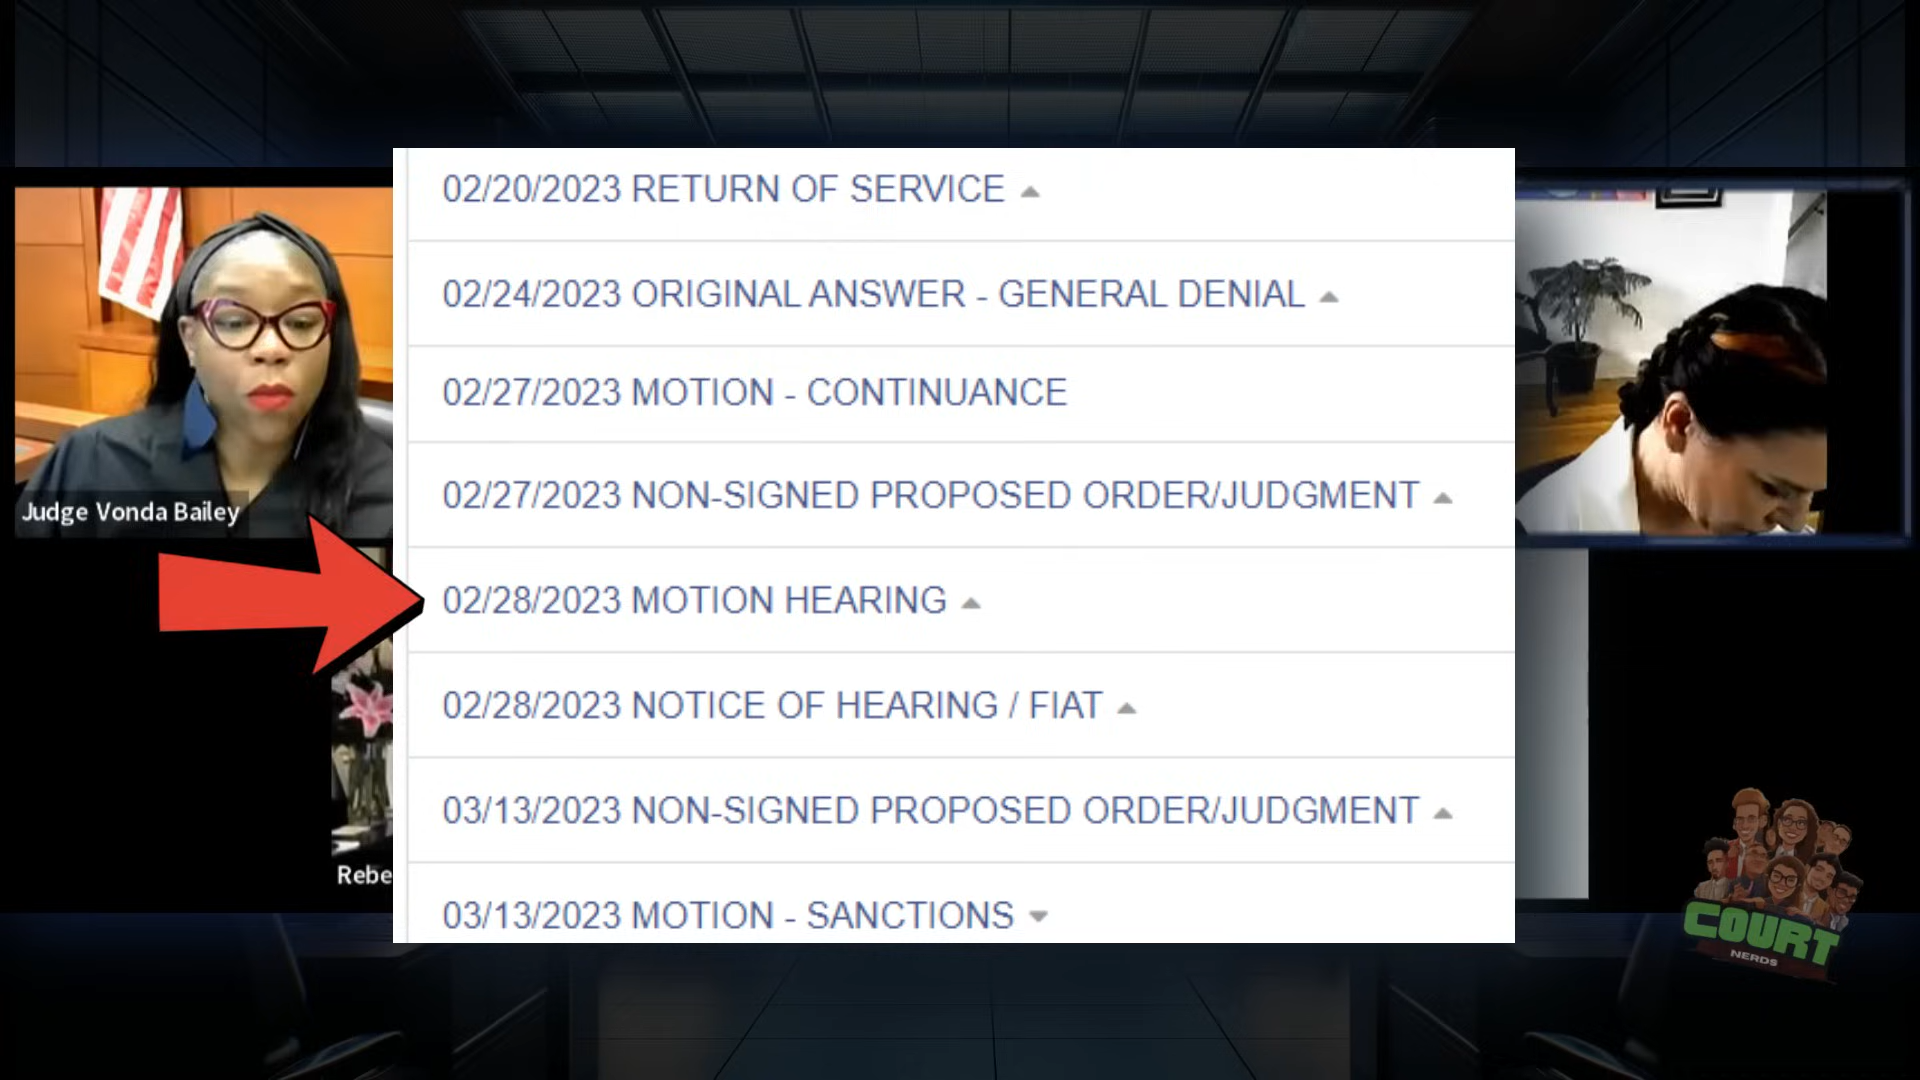 02/20/2023 RETURN OF SERVICE
02/24/2023 ORIGINAL ANSWER - GENERAL DENIAL
02/27/2023 MOTION - CONTINUANCE
02/27/2023 NON-SIGNED PROPOSED ORDER/JUDGMENT
Judge Vonda Bailey
02/28/2023 MOTION HEARING
02/28/2023 NOTICE OF HEARING / FIAT
03/13/2023 NON-SIGNED PROPOSED ORDER/JUDGMENT
Rebe
03/13/2023 MOTION - SANCTIONS
COURT
NERDS